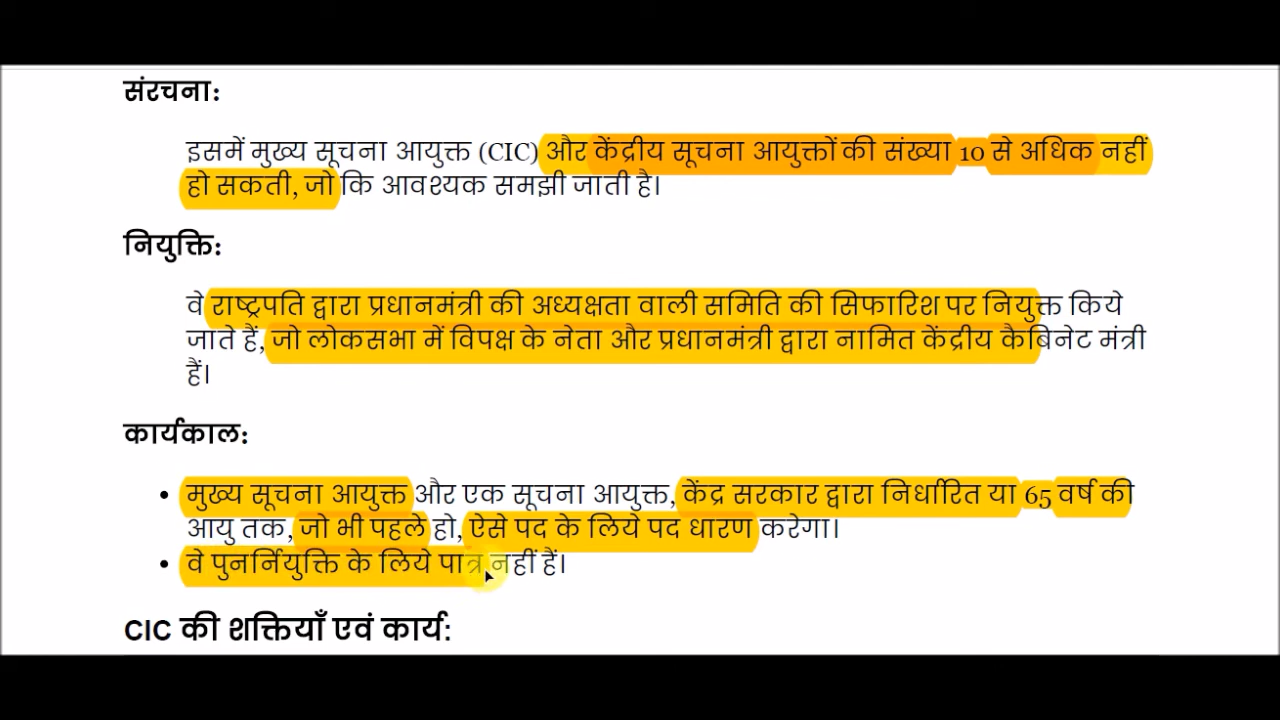 संरचना:
इसमें मुख्य सूचना आयुक्त (CIC) और केंद्रीय सूचना आयुक्तों की संख्या 10 से अधिक नहीं
हो सकती, जो कि आवश्यक समझी जाती है।
नियुक्ति:
वे राष्ट्रपति द्वारा प्रधानमंत्री की अध्यक्षता वाली समिति की सिफारिश पर नियुक्त किये
जाते हैं, जो लोकसभा में विपक्ष के नेता और प्रधानमंत्री द्वारा नामित केंद्रीय कैबिनेट मंत्री
हैं।
कार्यकाल:
• मुख्य सूचना आयुक्त और एक सूचना आयुक्त, केंद्र सरकार द्वारा निर्धारित या 65 वर्ष की
आयु तक, जो भी पहले हो, ऐसे पद के लिये पद धारण करेगा।
• वे पुनर्नियुक्ति के लिये पात्र नहीं हैं।
CIC की शक्तियाँ एवं कार्य: